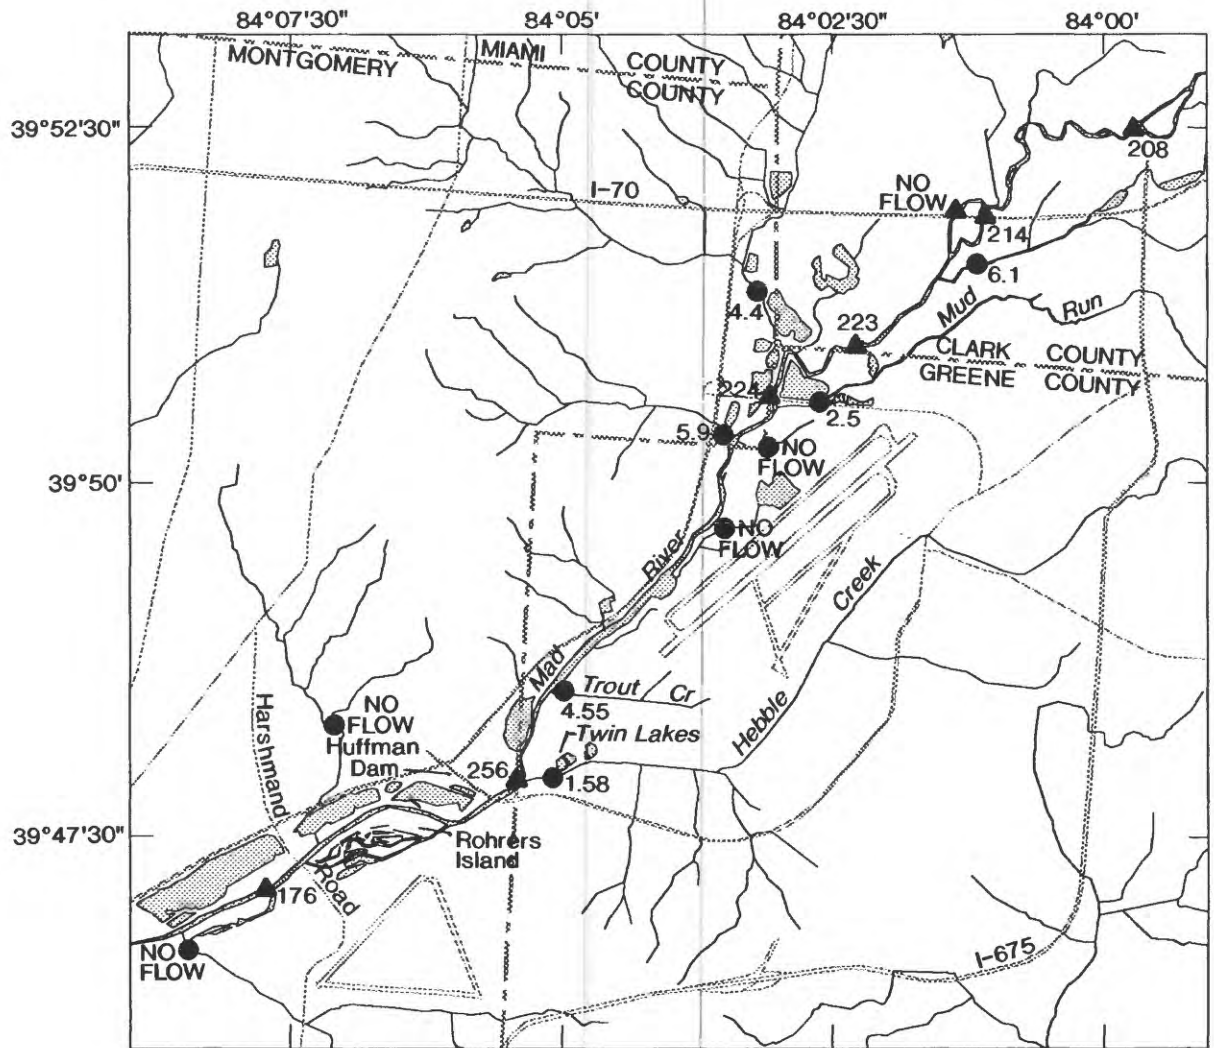 84°07'30"
84°05'
84°02'30"
84°00'
MIAMI COUNTY
MONTGOMERY COUNTY
39°52'30"
208
I-70
NO
FLOW
214
6.1
4.4
Mud Run
223
CLARK COUNTY
GREENE COUNTY
224
2.5
5.9
NO
FLOW
39°50'
NO
FLOW
Mad River
Hebble Creek
Trout Cr
4.55
Harshmand Road
NO
FLOW
Huffman
Dam
Twin Lakes
256
1.58
39°47'30"
Rohrers
Island
176
NO
FLOW
I-675